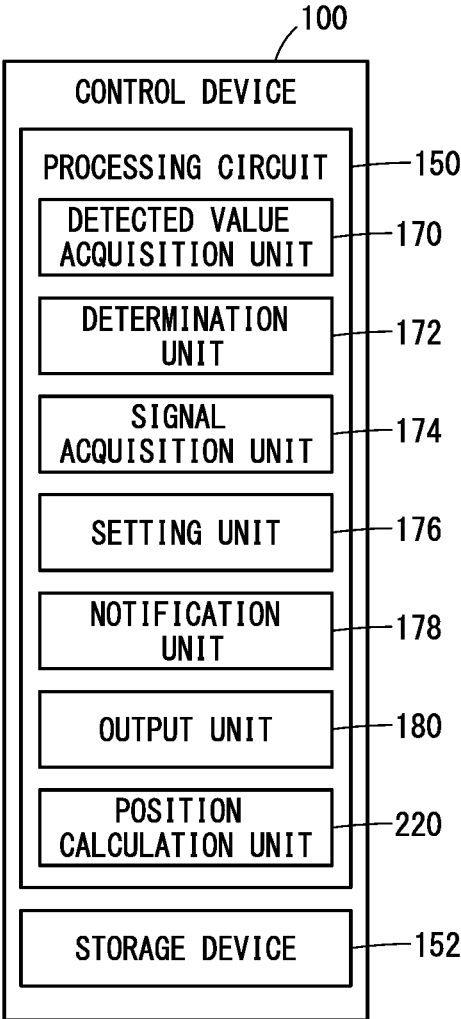 100
CONTROL DEVICE
PROCESSING CIRCUIT
150
DETECTED VALUE
ACQUISITION UNIT
170
DETERMINATION
UNIT
172
SIGNAL
ACQUISITION UNIT
174
SETTING UNIT
176
NOTIFICATION
UNIT
178
OUTPUT UNIT
180
POSITION
CALCULATION UNIT
220
STORAGE DEVICE
152